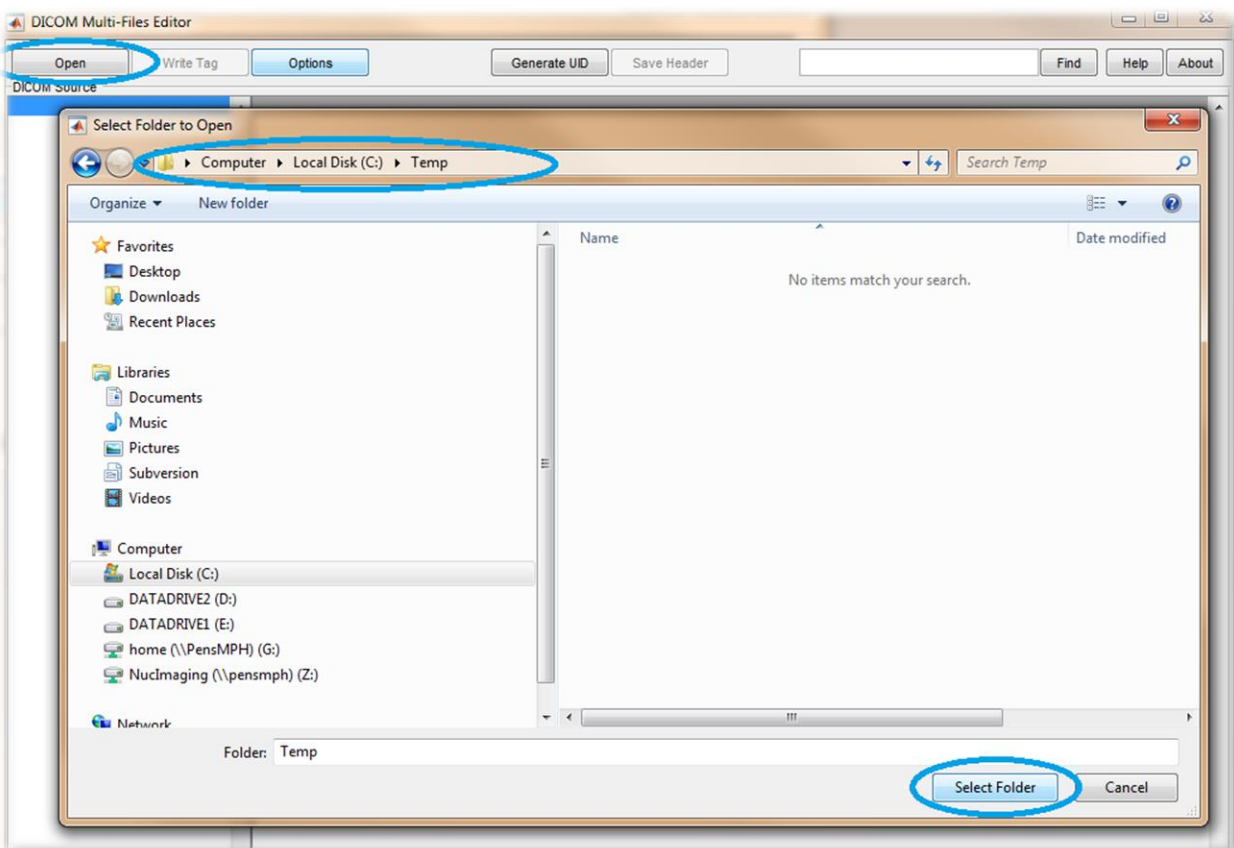 DICOM Multi-Files Editor
Open Write Tag Options Generate UID Save Header Find Help About
DICOM Source
Select Folder to Open
Computer Local Disk (C:) Temp Search Temp
Organize New folder
Name Date modified
No items match your search.
Favorites
Desktop
Downloads
Recent Places
Libraries
Documents
Music
Pictures
Subversion
Videos
Computer
Local Disk (C:)
DATADRIVE2 (D:)
DATADRIVE1 (E:)
home (\\PensMPH) (G:)
NucImaging (\\pensmph) (Z:)
Network
Folder: Temp
Select Folder Cancel